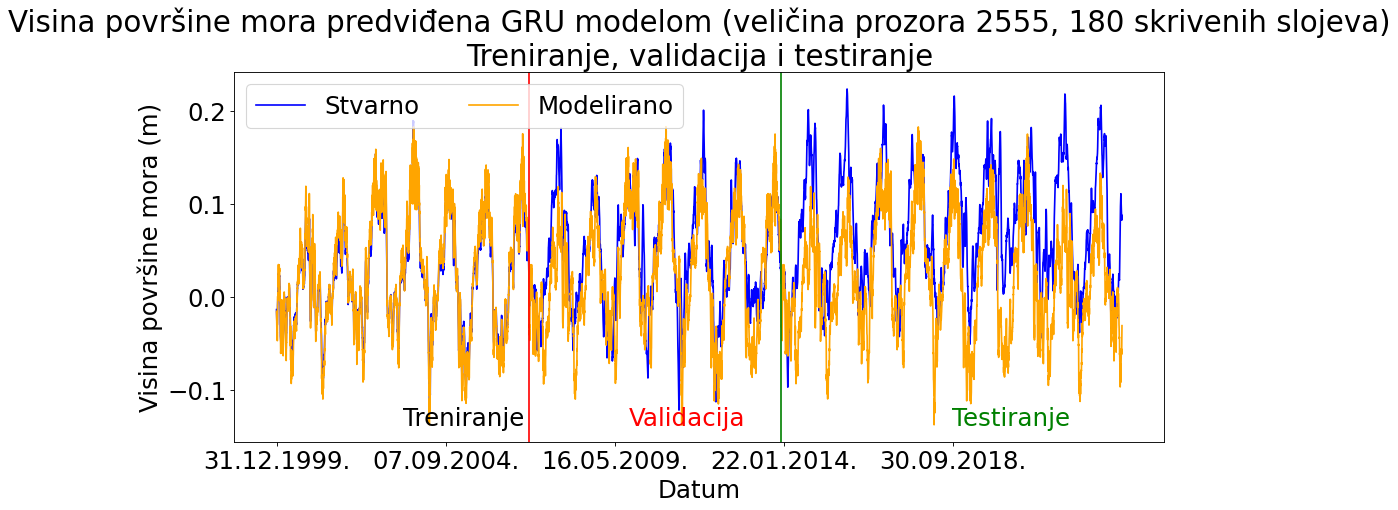 Visina površine mora predviđena GRU modelom (veličina prozora 2555, 180 skrivenih slojeva)
Treniranje, validacija i testiranje
Stvarno
Modelirano
Visina površine mora (m)
0.2
0.1
0.0
−0.1
Treniranje
Validacija
Testiranje
31.12.1999.
07.09.2004.
16.05.2009.
22.01.2014.
30.09.2018.
Datum